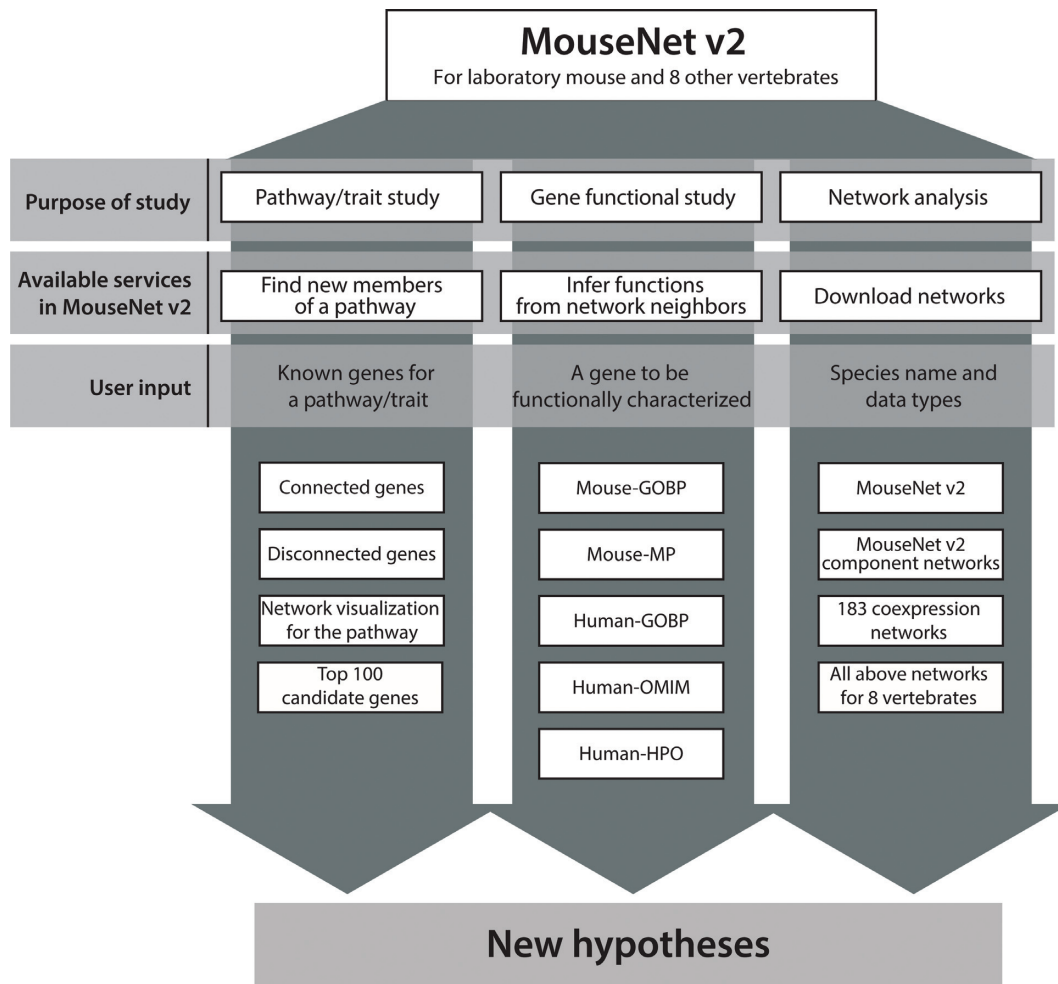 MouseNet v2
For laboratory mouse and 8 other vertebrates
Purpose of study
Pathway/trait study
Gene functional study
Network analysis
Available services
in MouseNet v2
Find new members
of a pathway
Infer functions
from network neighbors
Download networks
User input
Known genes for
a pathway/trait
A gene to be
functionally characterized
Species name and
data types
Connected genes
Disconnected genes
Network visualization
for the pathway
Top 100
candidate genes
Mouse-GOBP
Mouse-MP
Human-GOBP
Human-OMIM
Human-HPO
MouseNet v2
MouseNet v2
component networks
183 coexpression
networks
All above networks
for 8 vertebrates
New hypotheses